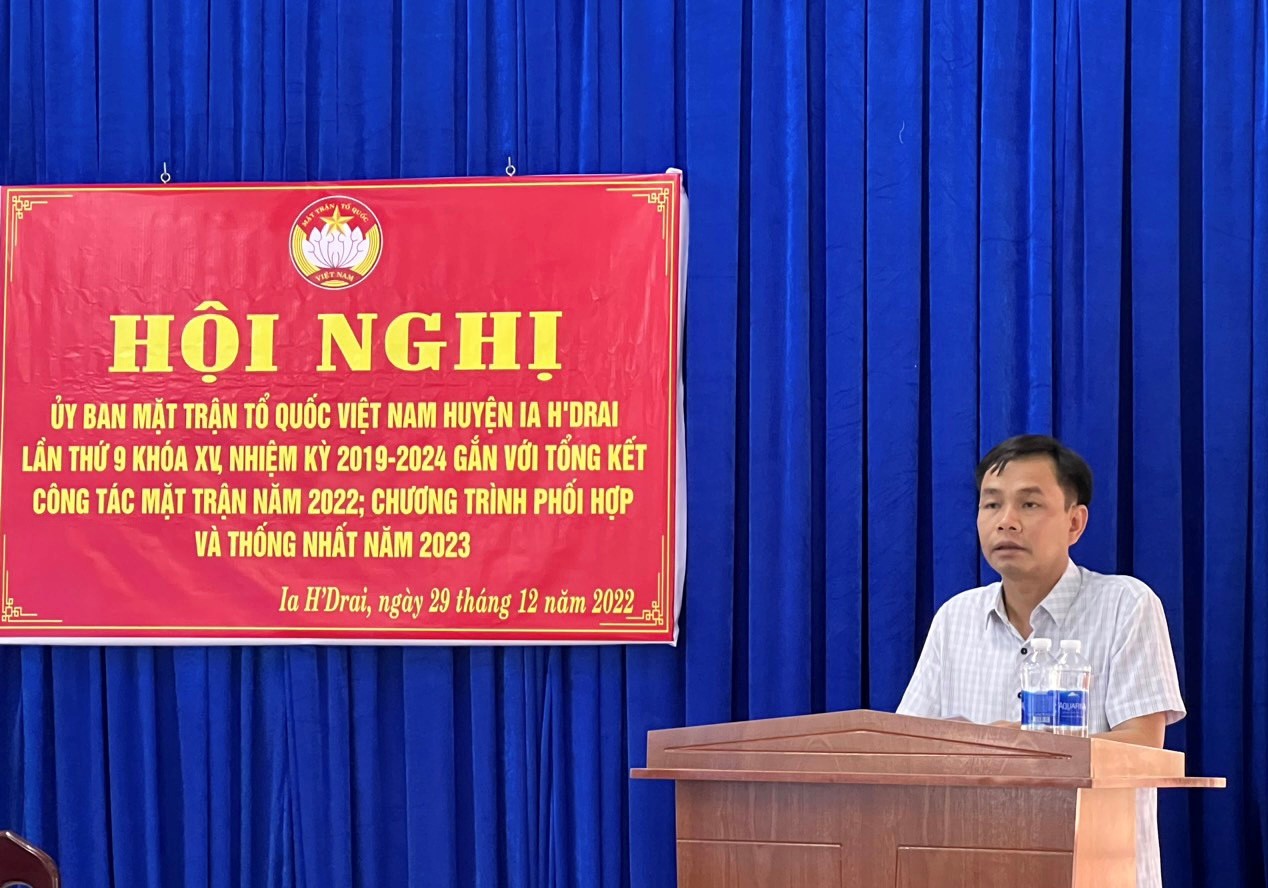 MẶT TRẬN TỔ QUỐC
VIỆT NAM
HỘI NGHỊ
ỦY BAN MẶT TRẬN TỔ QUỐC VIỆT NAM HUYỆN IA H'DRAI
LẦN THỨ 9 KHÓA XV, NHIỆM KỲ 2019-2024 GẮN VỚI TỔNG KẾT
CÔNG TÁC MẶT TRẬN NĂM 2022; CHƯƠNG TRÌNH PHỐI HỢP
VÀ THỐNG NHẤT NĂM 2023
Ia H'Drai, ngày 29 tháng 12 năm 2022